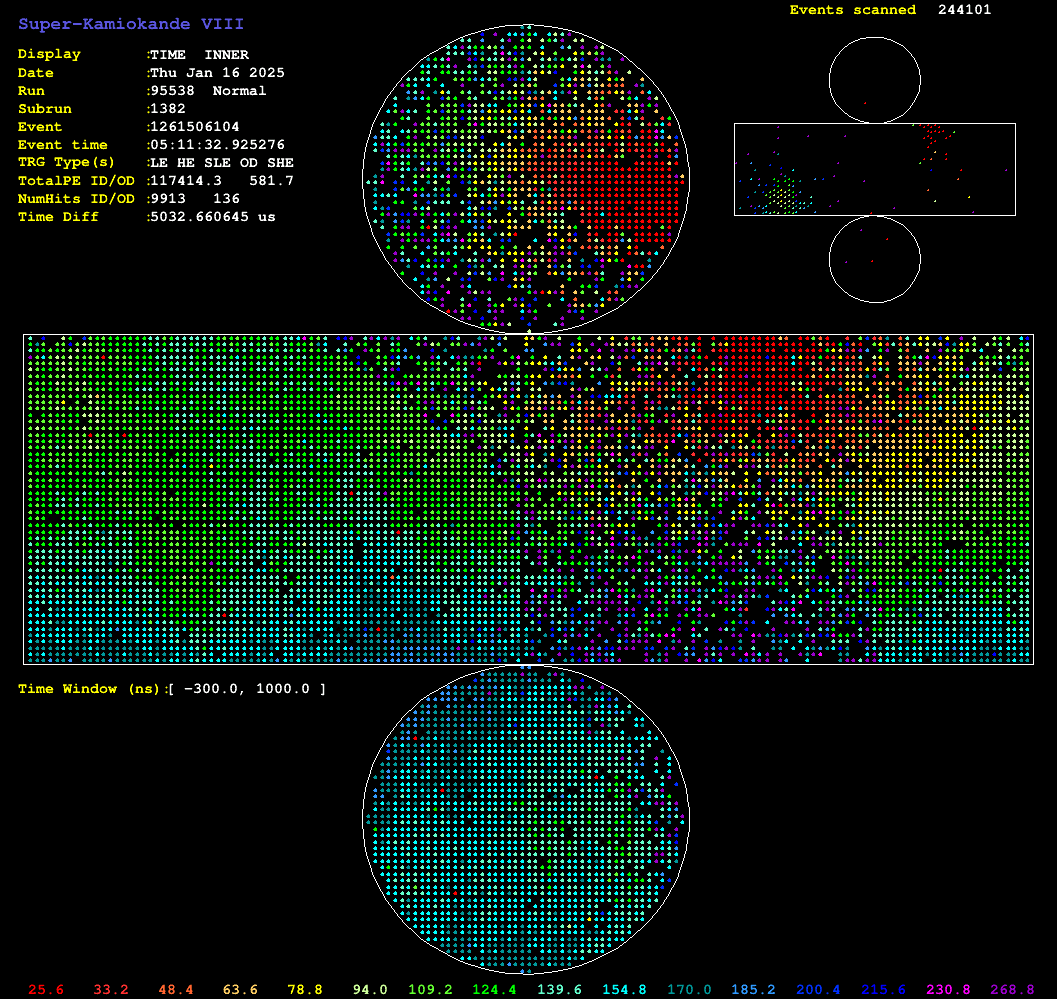 Super-Kamiokande VIII
Events scanned 244101
Display :TIME INNER
Date :Thu Jan 16 2025
Run :95538 Normal
Subrun :1382
Event :1261506104
Event time :05:11:32.925276
TRG Type(s) :LE HE SLE OD SHE
TotalPE ID/OD :117414.3 581.7
NumHits ID/OD :9913 136
Time Diff :5032.660645 us
Time Window (ns):[ -300.0, 1000.0 ]
25.6 33.2 48.4 63.6 78.8 94.0 109.2 124.4 139.6 154.8 170.0 185.2 200.4 215.6 230.8 268.8